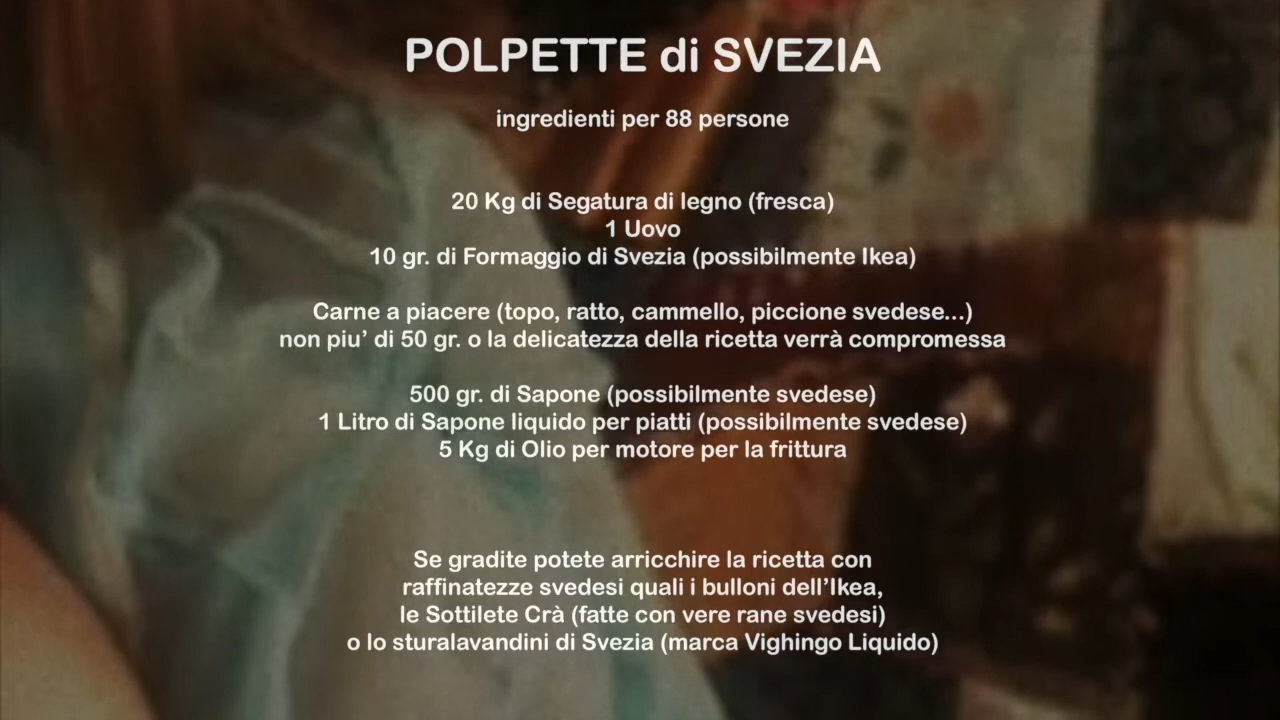 POLPETTE di SVEZIA
ingredienti per 88 persone
20 Kg di Segatura di legno (fresca)
1 Uovo
10 gr. di Formaggio di Svezia (possibilmente Ikea)
Carne a piacere (topo, ratto, cammello, piccione svedese...)
non piu’ di 50 gr. o la delicatezza della ricetta verrà compromessa
500 gr. di Sapone (possibilmente svedese)
1 Litro di Sapone liquido per piatti (possibilmente svedese)
5 Kg di Olio per motore per la frittura
Se gradite potete arricchire la ricetta con
raffinatezze svedesi quali i bulloni dell’Ikea,
le Sottilete Crà (fatte con vere rane svedesi)
o lo sturalavandini di Svezia (marca Vighingo Liquido)